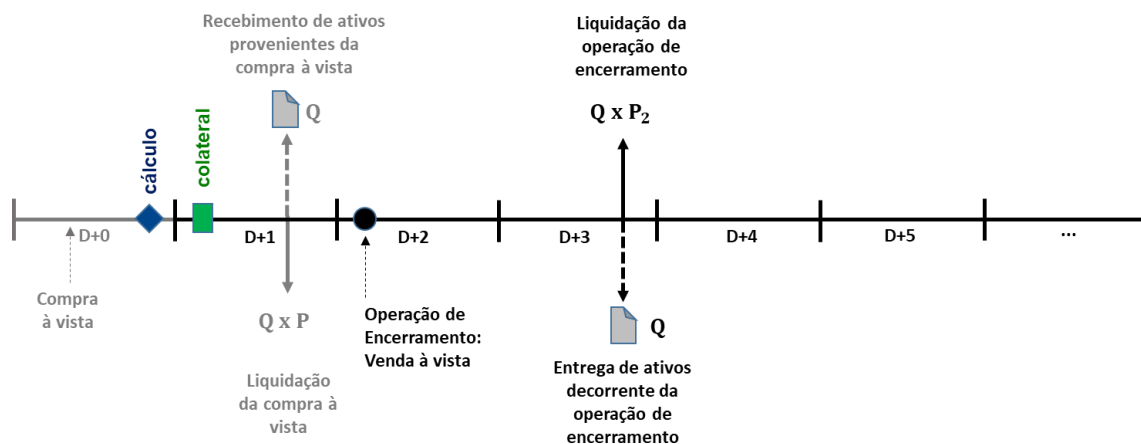 Recebimento de ativos
provenientes da
compra à vista
Liquidação da
operação de
encerramento
Q
Q x P₂
cálculo
colateral
D+0
D+1
D+2
D+3
D+4
D+5
...
Compra
à vista
Q x P
Operação de
Encerramento:
Venda à vista
Q
Liquidação
da compra à
vista
Entrega de ativos
decorrente da
operação de
encerramento